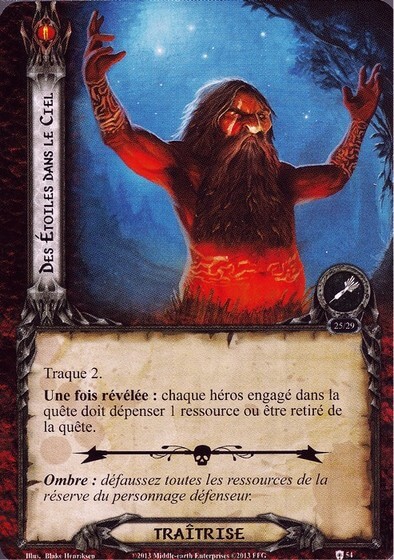 Des Étoiles dans le Ciel
25/29
Traque 2.
Une fois révélée : chaque héros engagé dans la
quête doit dépenser 1 ressource ou être retiré de
la quête.
Ombre : défaussez toutes les ressources de la
réserve du personnage défenseur.
TRAÎTRISE
Illus. Blake Henriksen
©2013 Middle-earth Enterprises ©2013 FFG
54